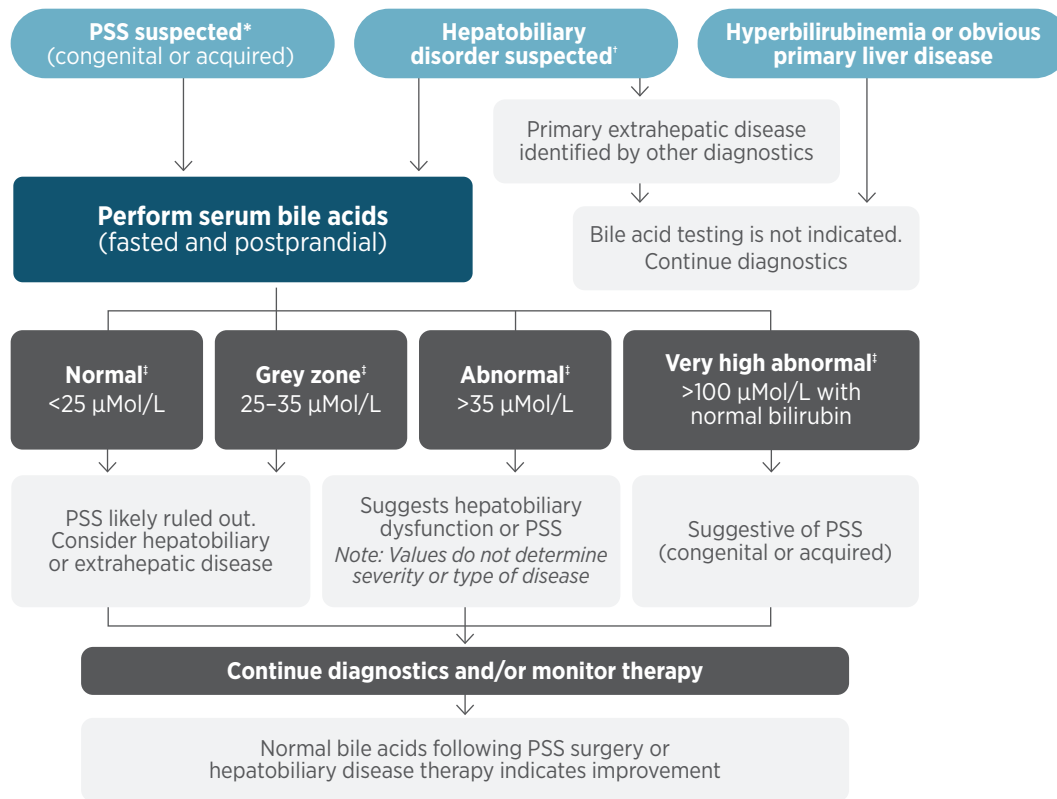 PSS suspected*
(congenital or acquired)
Hepatobiliary
disorder suspected†
Hyperbilirubinemia or obvious
primary liver disease
Primary extrahepatic disease
identified by other diagnostics
Perform serum bile acids
(fasted and postprandial)
Bile acid testing is not indicated.
Continue diagnostics
Normal‡
<25 µMol/L
Grey zone‡
25–35 µMol/L
Abnormal‡
>35 µMol/L
Very high abnormal‡
>100 µMol/L with
normal bilirubin
PSS likely ruled out.
Consider hepatobiliary
or extrahepatic disease
Suggests hepatobiliary
dysfunction or PSS
Note: Values do not determine
severity or type of disease
Suggestive of PSS
(congenital or acquired)
Continue diagnostics and/or monitor therapy
Normal bile acids following PSS surgery or
hepatobiliary disease therapy indicates improvement